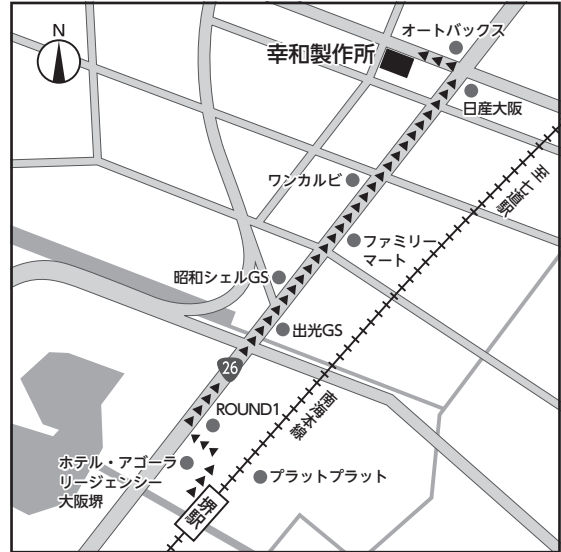 N
オートバックス
幸和製作所
日産大阪
至七道駅
ワンカルビ
ファミリー
マート
昭和シェルGS
出光GS
26
ROUND1
南海本線
ホテル・アゴーラ
リージェンシー
大阪堺
プラットプラット
堺駅